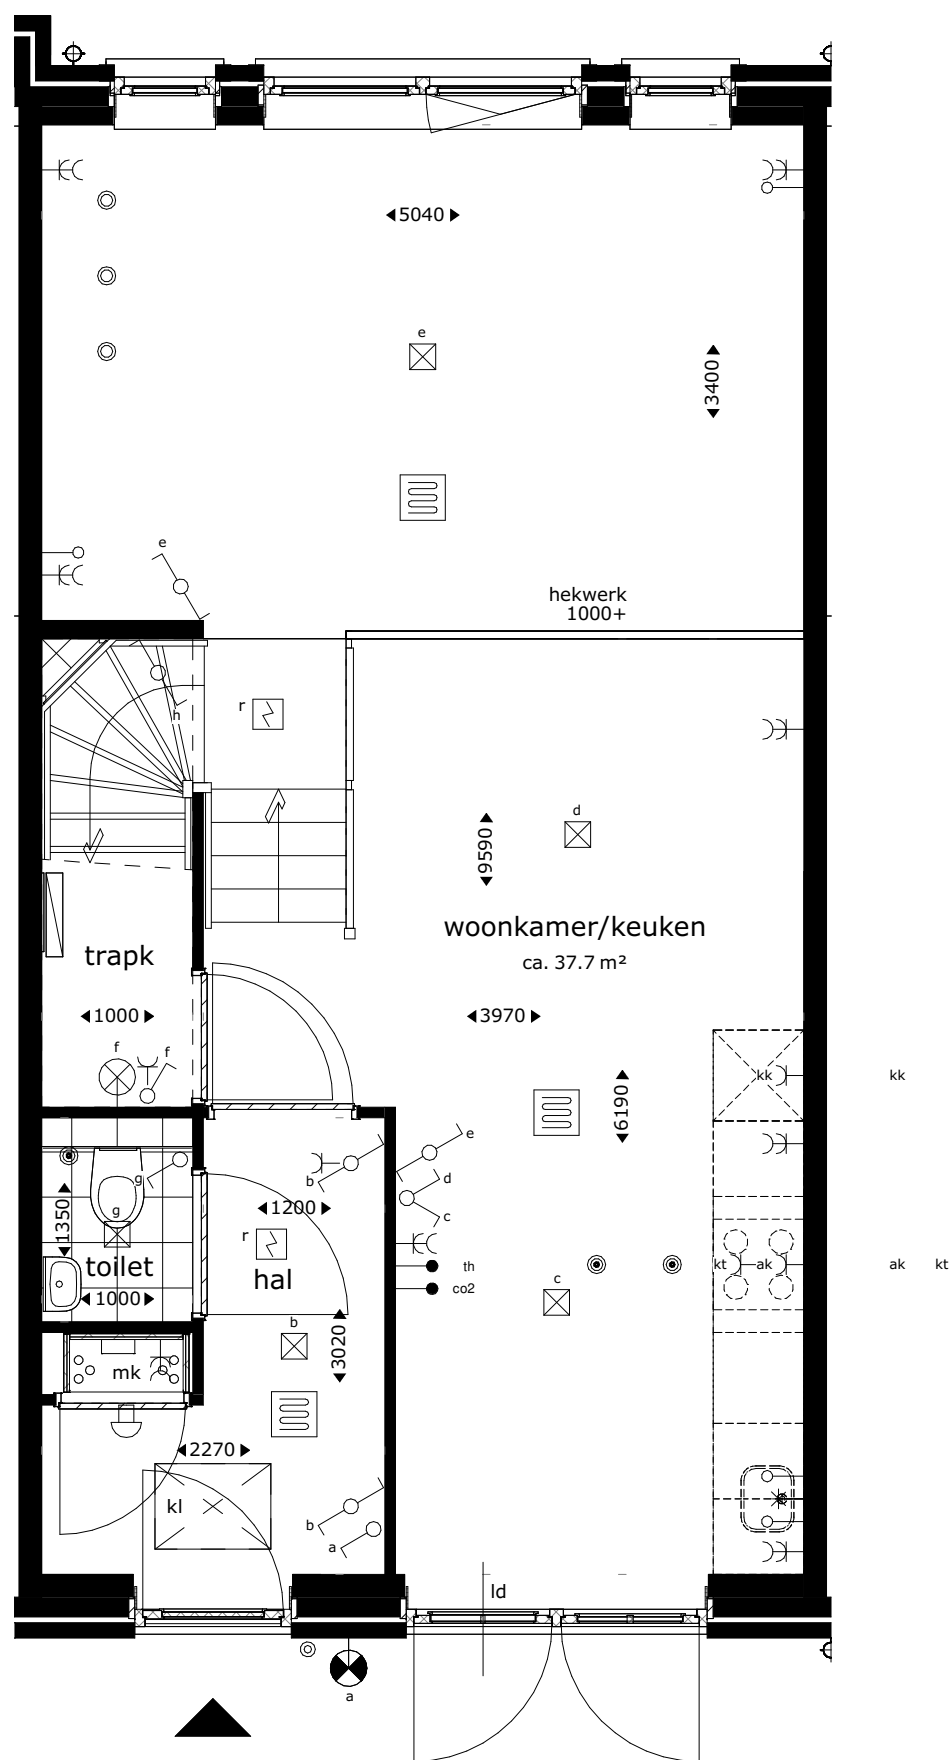 5040
e
3400
e
hekwerk
1000+
r
h
d
9590
woonkamer/keuken
trapk
ca. 37.7 m²
1000
3970
f
f
kk
kk
6190
e
g
b
d
1350
g
1200
c
r
toilet
hal
th
kt
ak
ak
kt
co2
1000
c
b
3020
mk
2270
kl
b
a
ld
a